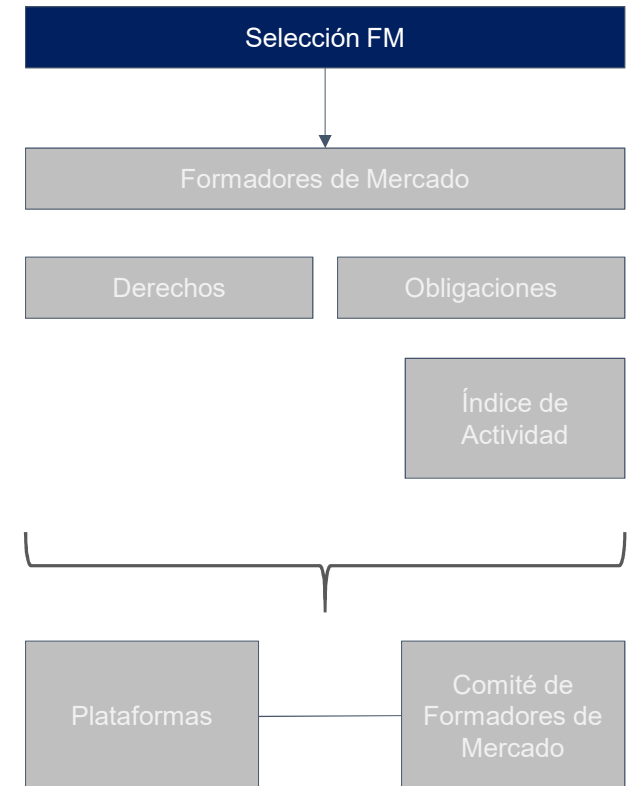 Selección FM
Formadores de Mercado
Derechos
Obligaciones
Índice de
Actividad
Plataformas
Comité de
Formadores de
Mercado